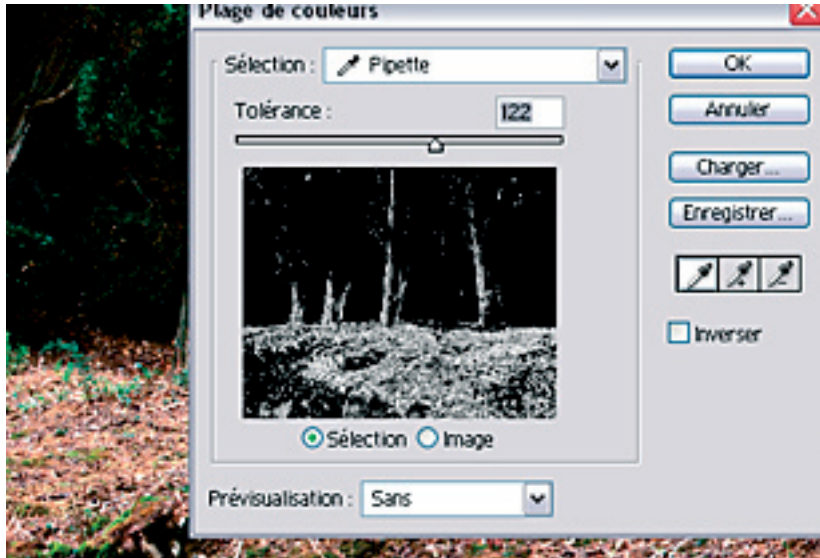 Plage de couleurs
Sélection : Pipette
OK
Tolérance : 122
Annuler
Charger...
Enregistrer...
Inverser
Sélection Image
Prévisualisation : Sans